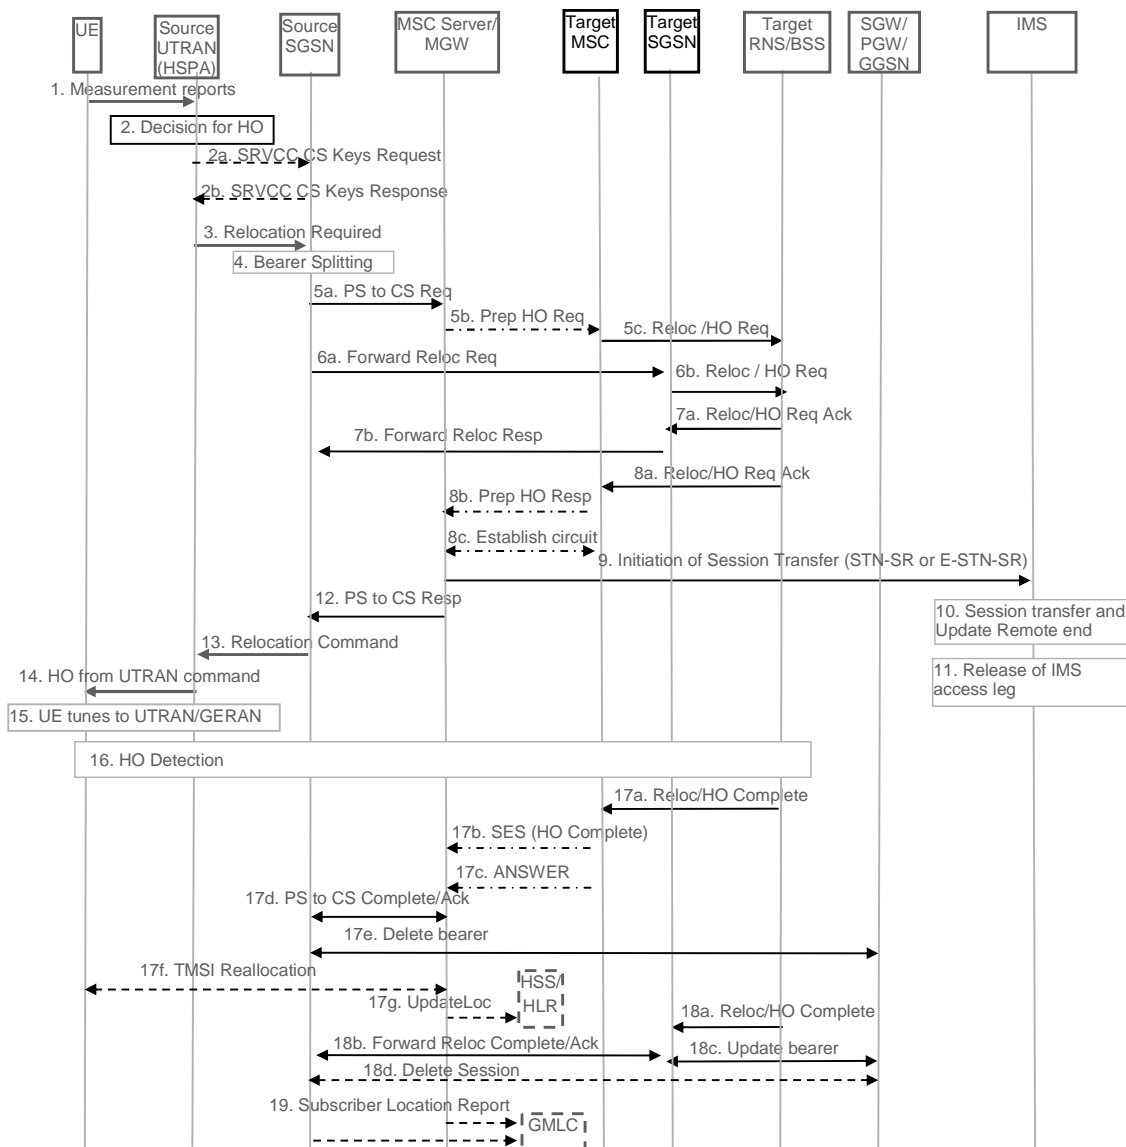 UE
Source
UTRAN
(HSPA)
Source
SGSN
MSC Server/
MGW
Target
MSC
Target
SGSN
Target
RNS/BSS
SGW/
PGW/
GGSN
IMS
1. Measurement reports
2. Decision for HO
2a. SRVCC CS Keys Request
2b. SRVCC CS Keys Response
3. Relocation Required
4. Bearer Splitting
5a. PS to CS Req
5b. Prep HO Req
5c. Reloc /HO Req
6a. Forward Reloc Req
6b. Reloc / HO Req
7a. Reloc/HO Req Ack
7b. Forward Reloc Resp
8a. Reloc/HO Req Ack
8b. Prep HO Resp
8c. Establish circuit
9. Initiation of Session Transfer (STN-SR or E-STN-SR)
12. PS to CS Resp
10. Session transfer and
Update Remote end
13. Relocation Command
14. HO from UTRAN command
11. Release of IMS
access leg
15. UE tunes to UTRAN/GERAN
16. HO Detection
17a. Reloc/HO Complete
17b. SES (HO Complete)
17c. ANSWER
17d. PS to CS Complete/Ack
17e. Delete bearer
17f. TMSI Reallocation
HSS/
HLR
17g. UpdateLoc
18a. Reloc/HO Complete
18b. Forward Reloc Complete/Ack
18c. Update bearer
18d. Delete Session
19. Subscriber Location Report
GMLC